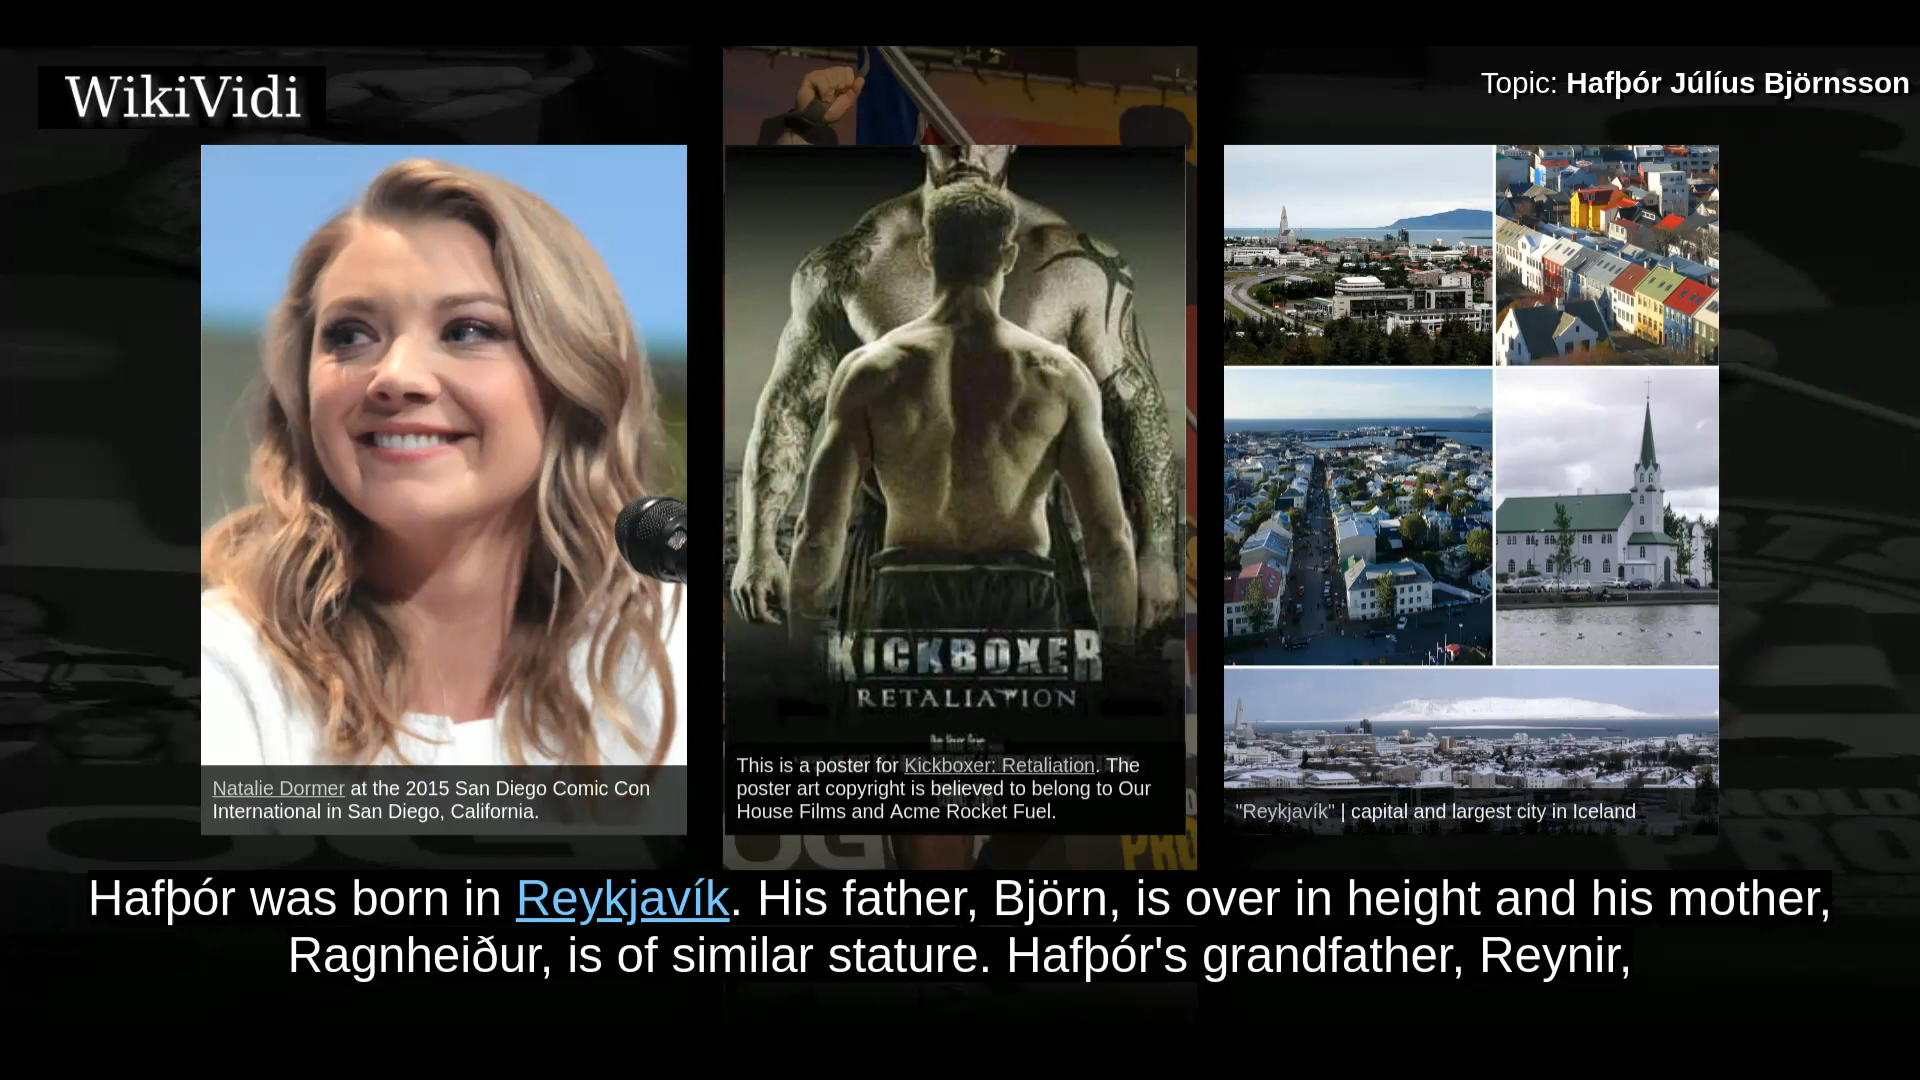 WikiVidi
Topic: Hafþór Júlíus Björnsson
KICKBOXER
RETALIATION
Natalie Dormer at the 2015 San Diego Comic Con
International in San Diego, California.
This is a poster for Kickboxer: Retaliation. The
poster art copyright is believed to belong to Our
House Films and Acme Rocket Fuel.
"Reykjavík" | capital and largest city in Iceland
Hafþór was born in Reykjavík. His father, Björn, is over in height and his mother,
Ragnheiður, is of similar stature. Hafþór's grandfather, Reynir,